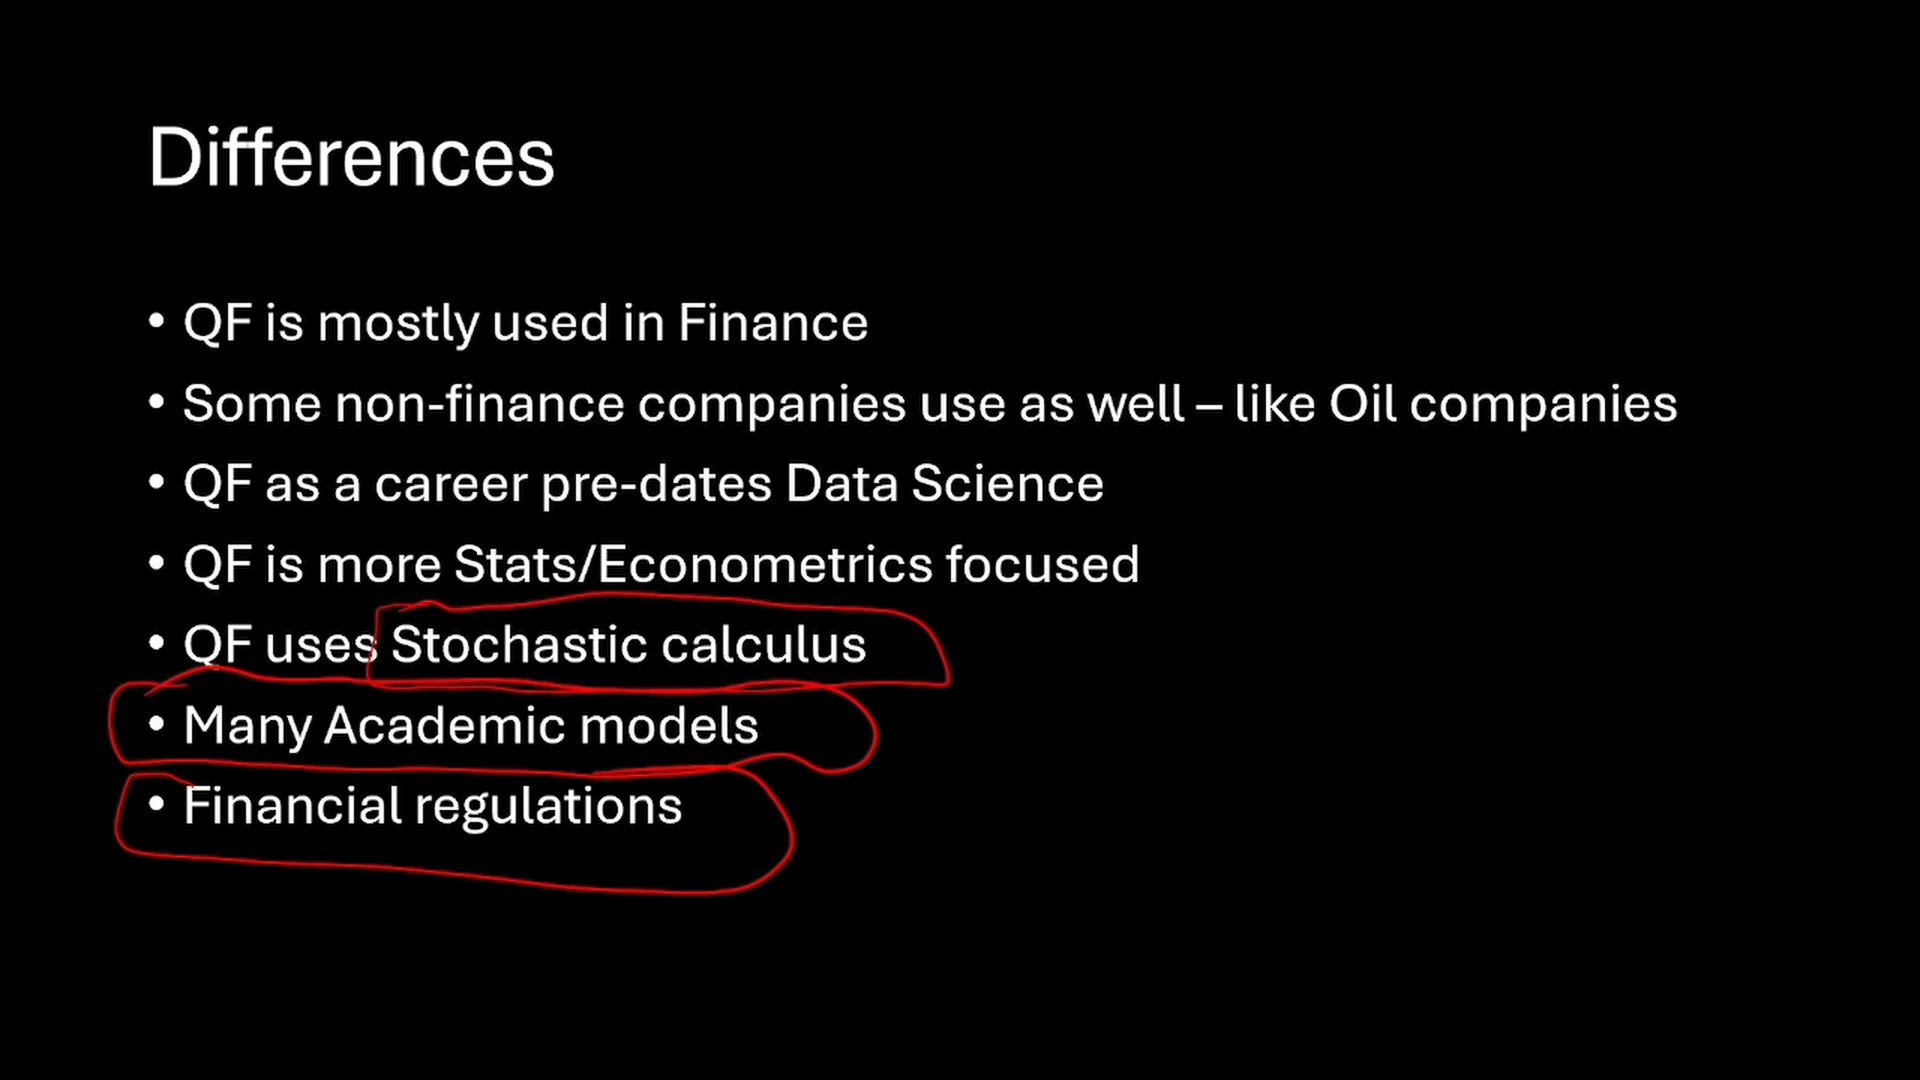 Differences
• QF is mostly used in Finance
• Some non-finance companies use as well – like Oil companies
• QF as a career pre-dates Data Science
• QF is more Stats/Econometrics focused
• QF uses Stochastic calculus
• Many Academic models
• Financial regulations